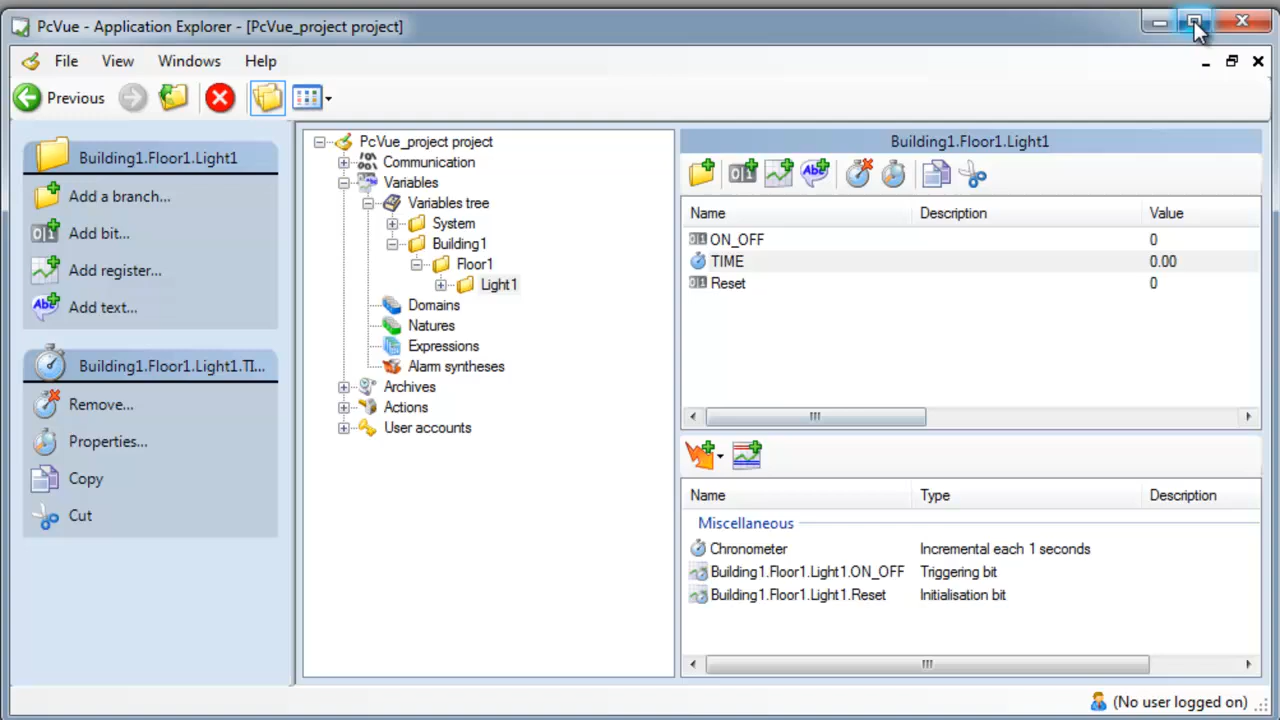 PcVue - Application Explorer - [PcVue_project project]
File View Windows Help
Previous
Building1.Floor1.Light1
Add a branch...
Add bit...
Add register...
Add text...
Building1.Floor1.Light1.TI...
Remove...
Properties...
Copy
Cut
PcVue_project project
Communication
Variables
Variables tree
System
Building1
Floor1
Light1
Domains
Natures
Expressions
Alarm syntheses
Archives
Actions
User accounts
Building1.Floor1.Light1
Name Description Value
ON_OFF 0
TIME 0.00
Reset 0
Name Type Description
Miscellaneous
Chronometer Incremental each 1 seconds
Building1.Floor1.Light1.ON_OFF Triggering bit
Building1.Floor1.Light1.Reset Initialisation bit
(No user logged on)